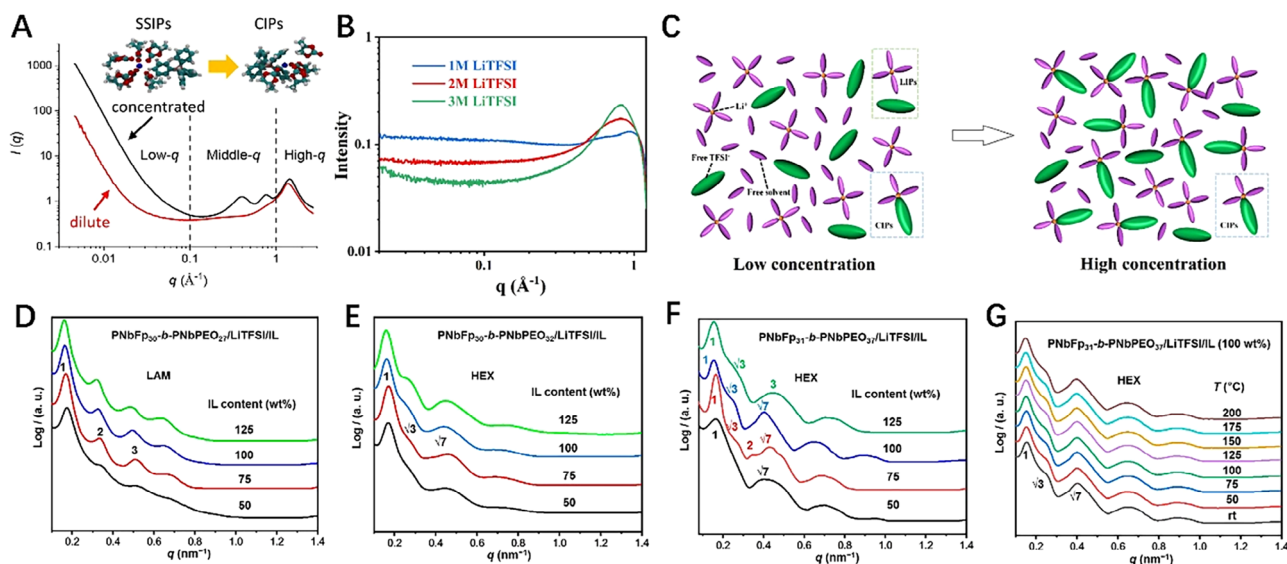 A
SSIPs
CIPs
1000
100
10
1
0.1
I (q)
concentrated
dilute
Low-q
Middle-q
High-q
0.01
0.1
1
q (Å⁻¹)
B
1
0.1
0.01
Intensity
1M LiTFSI
2M LiTFSI
3M LiTFSI
0.1
1
q (Å⁻¹)
C
LIPs
Li⁺
Free TFSI⁻
Free solvent
CIPs
Low concentration
CIPs
High concentration
D
PNbFp₃₀-b-PNbPEO₂₇/LiTFSI/IL
LAM
IL content (wt%)
1
2
3
125
100
75
50
Log I (a. u.)
0.2 0.4 0.6 0.8 1.0 1.2 1.4
q (nm⁻¹)
E
PNbFp₃₀-b-PNbPEO₃₂/LiTFSI/IL
HEX
IL content (wt%)
1
√3
√7
125
100
75
50
Log I (a. u.)
0.2 0.4 0.6 0.8 1.0 1.2 1.4
q (nm⁻¹)
F
PNbFp₃₁-b-PNbPEO₃₇/LiTFSI/IL
HEX
IL content (wt%)
1
√3
3
125
1
√3
√7
100
1
√3
2
√7
75
1
√7
50
Log I (a. u.)
0.2 0.4 0.6 0.8 1.0 1.2 1.4
q (nm⁻¹)
G
PNbFp₃₁-b-PNbPEO₃₇/LiTFSI/IL (100 wt%)
HEX
T (°C)
200
175
150
125
100
75
50
rt
1
√3
√7
Log I (a. u.)
0.2 0.4 0.6 0.8 1.0 1.2 1.4
q (nm⁻¹)